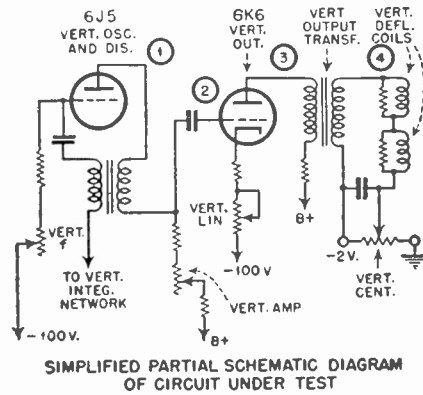 6J5
VERT. OSC.
AND DIS.
1
6K6
VERT.
OUT.
2
3
VERT
OUTPUT
TRANSF.
VERT.
DEFL.
COILS
4
VERT.
f
-100V.
TO VERT.
INTEG.
NETWORK
VERT. AMP
B+
VERT.
LIN
-100V
B+
-2V.
VERT.
CENT.
SIMPLIFIED PARTIAL SCHEMATIC DIAGRAM
OF CIRCUIT UNDER TEST